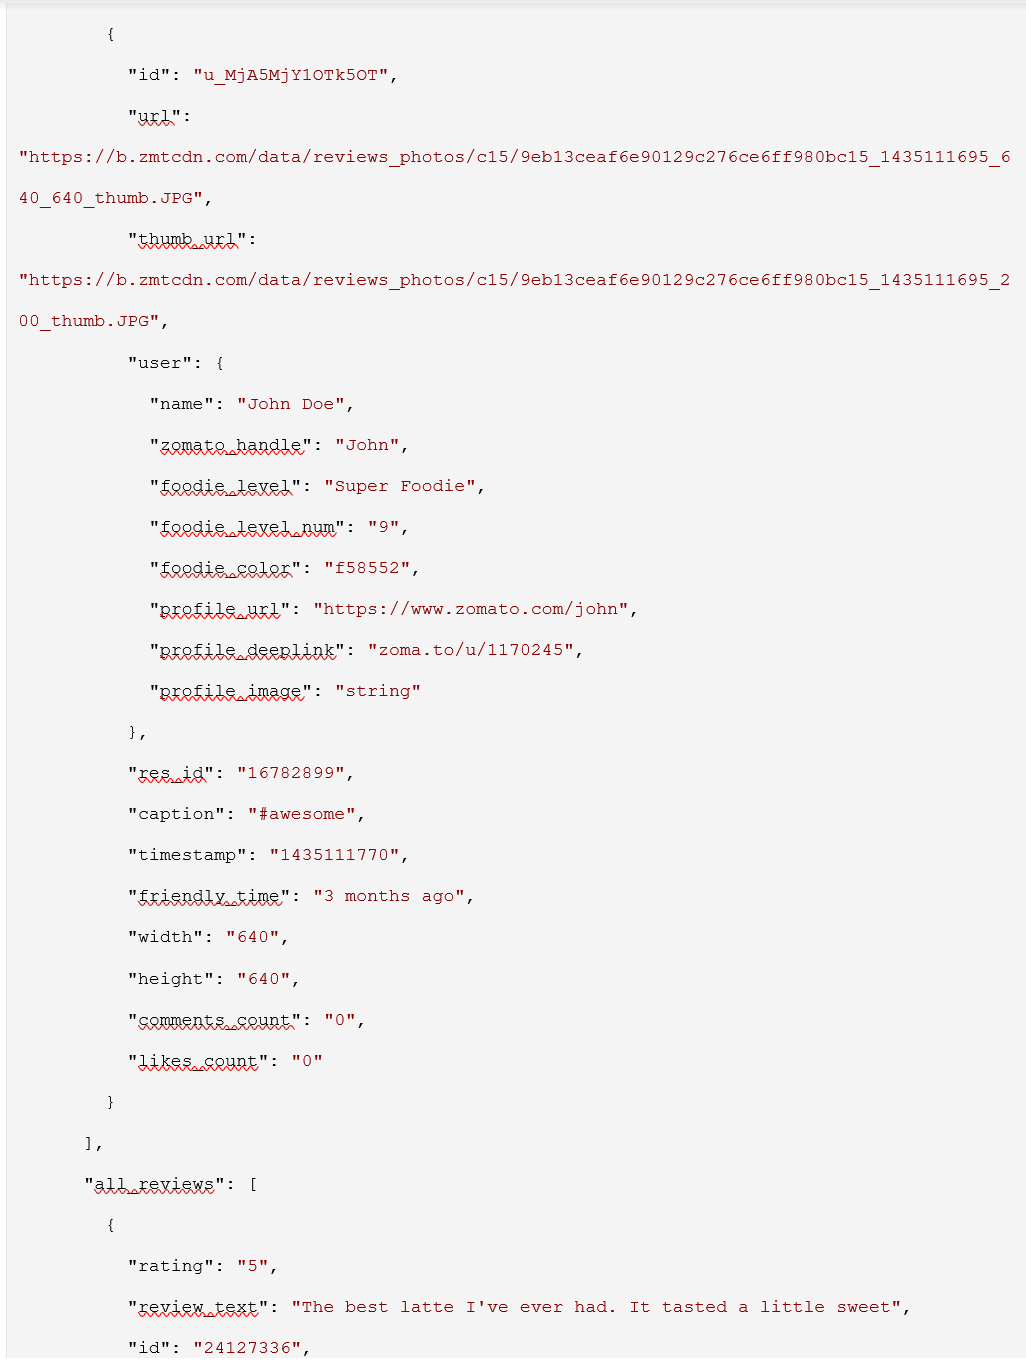 {
"id": "u_MjA5MjY1OTk5OT",
"url":
"https://b.zmtcdn.com/data/reviews_photos/c15/9eb13ceaf6e90129c276ce6ff980bc15_1435111695_6
40_640_thumb.JPG",
"thumb_url":
"https://b.zmtcdn.com/data/reviews_photos/c15/9eb13ceaf6e90129c276ce6ff980bc15_1435111695_2
00_thumb.JPG",
"user": {
"name": "John Doe",
"zomato_handle": "John",
"foodie_level": "Super Foodie",
"foodie_level_num": "9",
"foodie_color": "f58552",
"profile_url": "https://www.zomato.com/john",
"profile_deeplink": "zoma.to/u/1170245",
"profile_image": "string"
},
"res_id": "16782899",
"caption": "#awesome",
"timestamp": "1435111770",
"friendly_time": "3 months ago",
"width": "640",
"height": "640",
"comments_count": "0",
"likes_count": "0"
}
],
"all_reviews": [
{
"rating": "5",
"review_text": "The best latte I've ever had. It tasted a little sweet",
"id": "24127336",